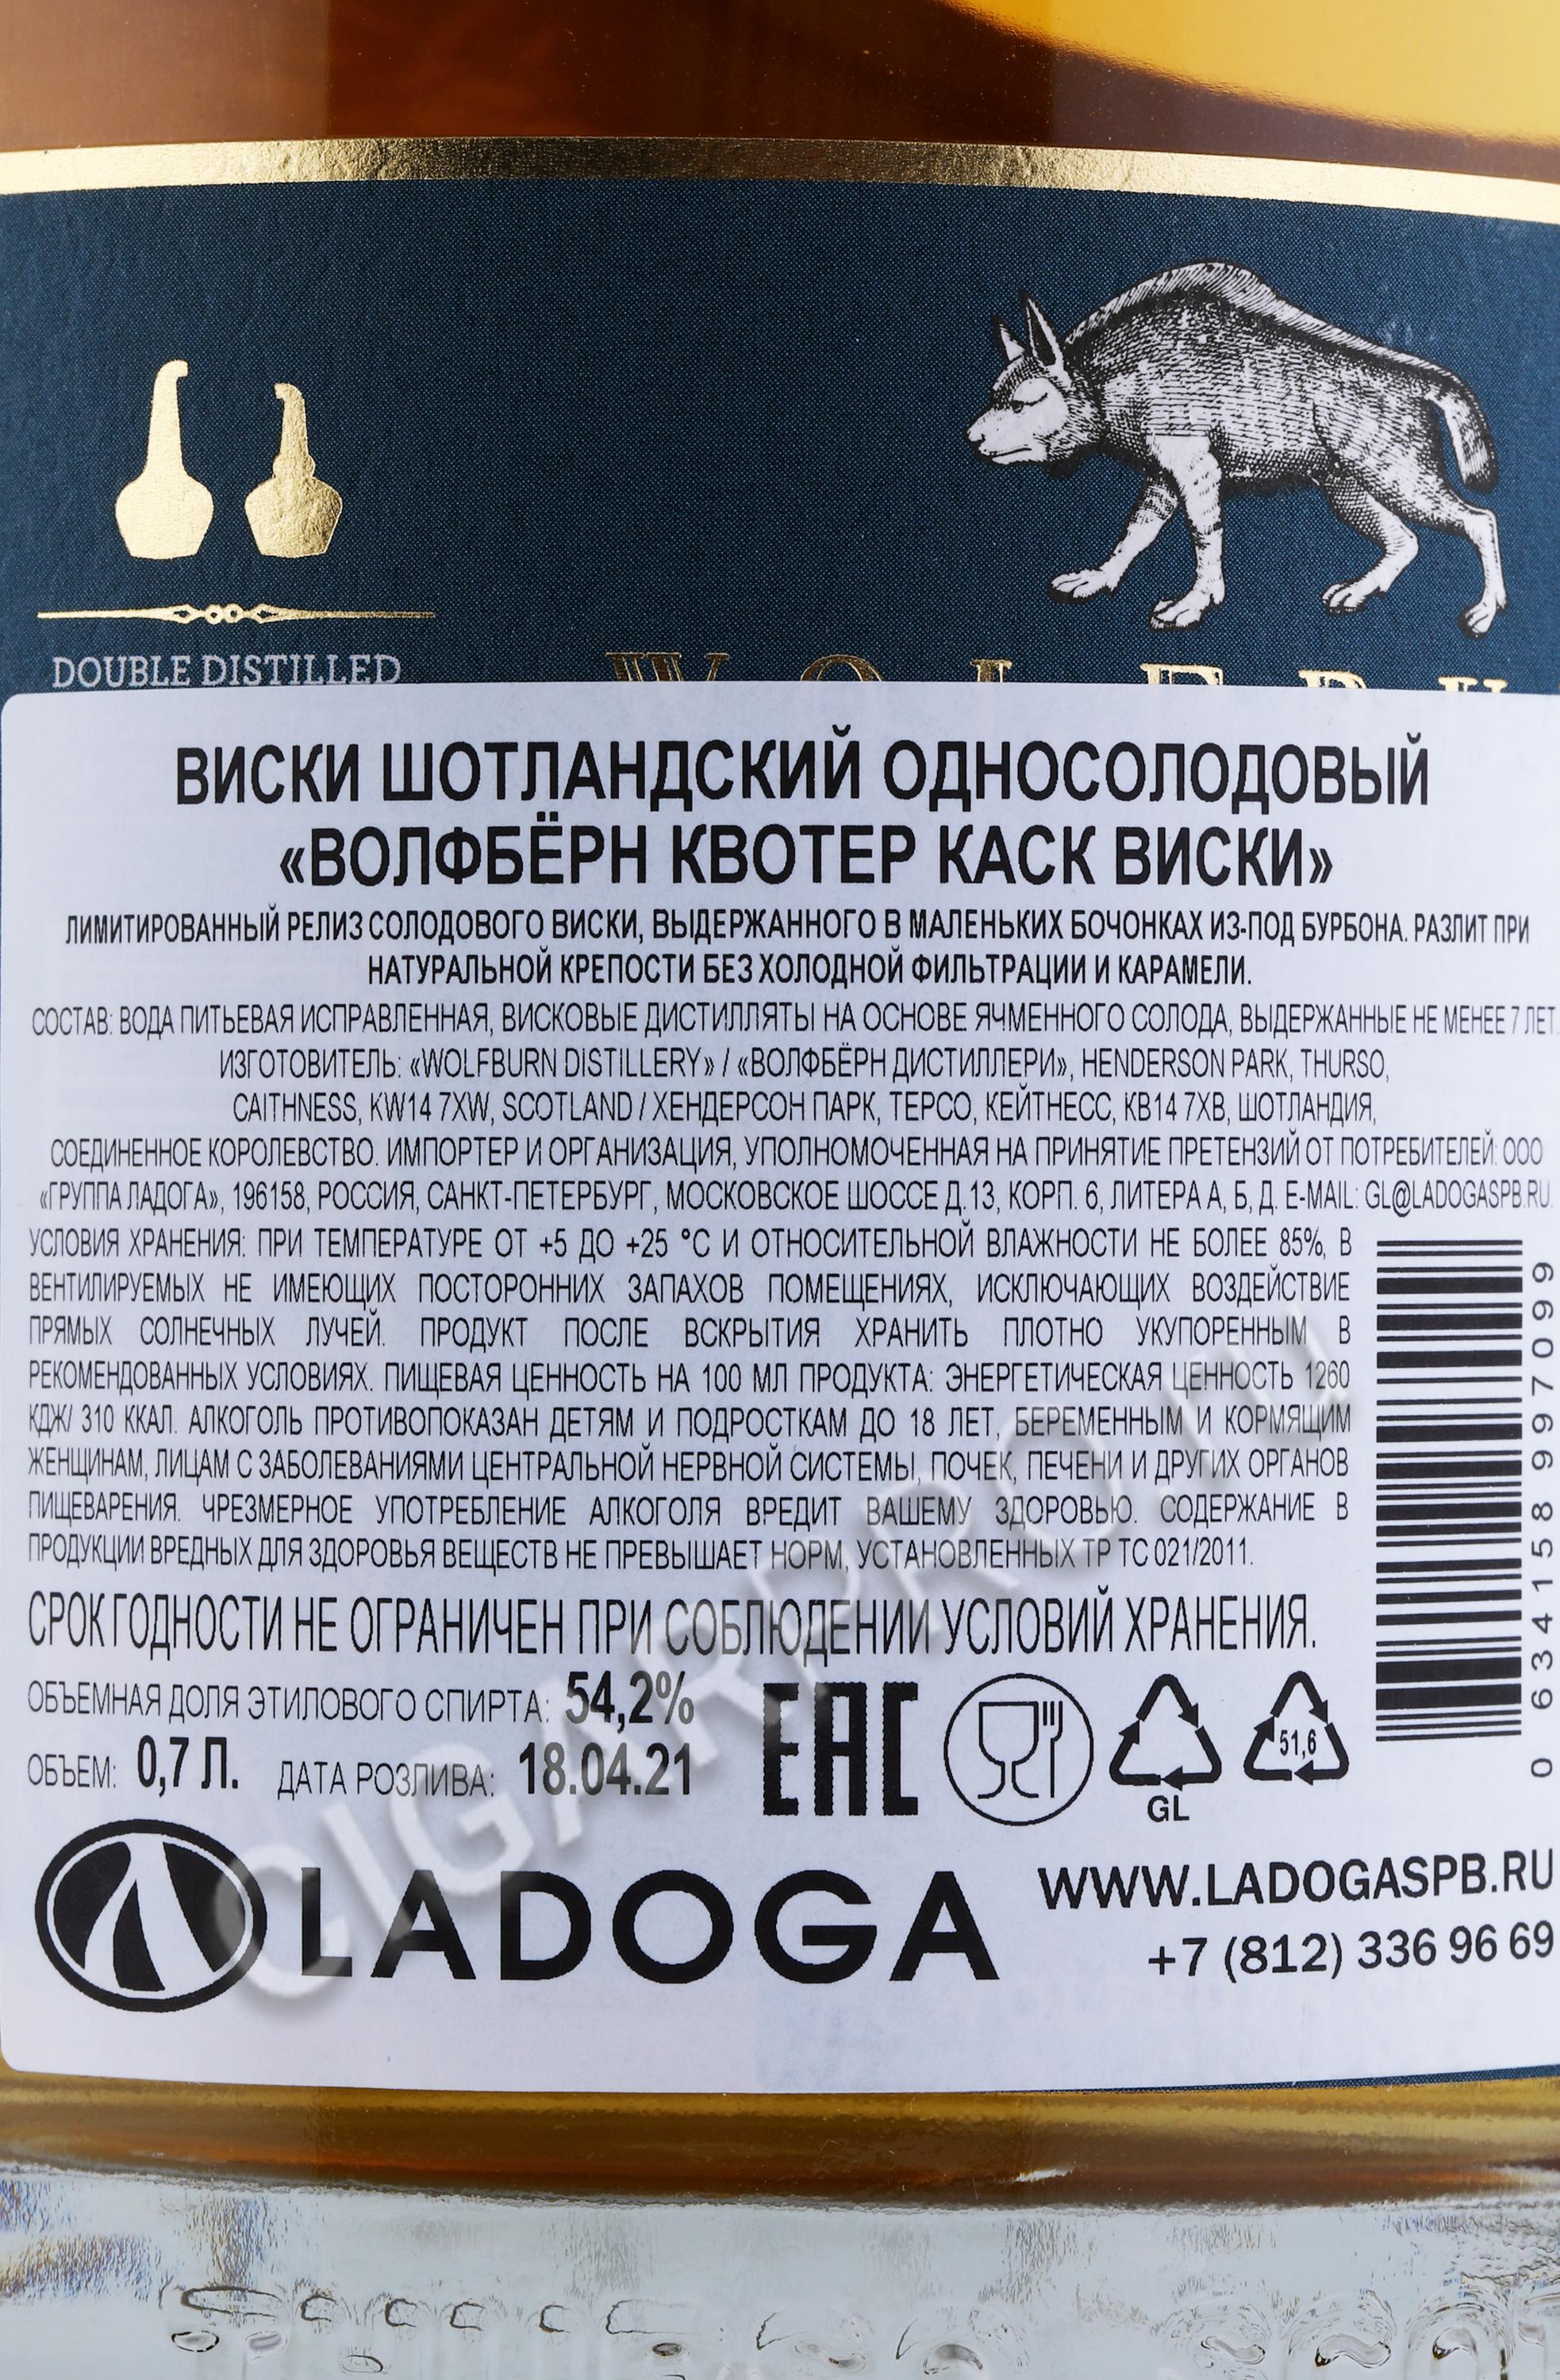 DOUBLE DISTILLED
ВИСКИ ШОТЛАНДСКИЙ ОДНОСОЛОДОВЫЙ
«ВОЛФБЁРН КВОТЕР КАСК ВИСКИ»
ЛИМИТИРОВАННЫЙ РЕЛИЗ СОЛОДОВОГО ВИСКИ, ВЫДЕРЖАННОГО В МАЛЕНЬКИХ БОЧОНКАХ ИЗ-ПОД БУРБОНА. РАЗЛИТ ПРИ
НАТУРАЛЬНОЙ КРЕПОСТИ БЕЗ ХОЛОДНОЙ ФИЛЬТРАЦИИ И КАРАМЕЛИ.
СОСТАВ: ВОДА ПИТЬЕВАЯ ИСПРАВЛЕННАЯ, ВИСКОВЫЕ ДИСТИЛЛЯТЫ НА ОСНОВЕ ЯЧМЕННОГО СОЛОДА, ВЫДЕРЖАННЫЕ НЕ МЕНЕЕ 7 ЛЕТ
ИЗГОТОВИТЕЛЬ: «WOLFBURN DISTILLERY» / «ВОЛФБЁРН ДИСТИЛЛЕРИ», HENDERSON PARK, THURSO,
CAITHNESS, KW14 7XW, SCOTLAND / ХЕНДЕРСОН ПАРК, ТЕРСО, КЕЙТНЕСС, КВ14 7ХВ, ШОТЛАНДИЯ,
СОЕДИНЕННОЕ КОРОЛЕВСТВО. ИМПОРТЕР И ОРГАНИЗАЦИЯ, УПОЛНОМОЧЕННАЯ НА ПРИНЯТИЕ ПРЕТЕНЗИЙ ОТ ПОТРЕБИТЕЛЕЙ: ООО
«ГРУППА ЛАДОГА», 196158, РОССИЯ, САНКТ-ПЕТЕРБУРГ, МОСКОВСКОЕ ШОССЕ Д.13, КОРП. 6, ЛИТЕРА А, Б, Д. E-MAIL: GL@LADOGASPB.RU.
УСЛОВИЯ ХРАНЕНИЯ: ПРИ ТЕМПЕРАТУРЕ ОТ +5 ДО +25 °С И ОТНОСИТЕЛЬНОЙ ВЛАЖНОСТИ НЕ БОЛЕЕ 85%, В
ВЕНТИЛИРУЕМЫХ НЕ ИМЕЮЩИХ ПОСТОРОННИХ ЗАПАХОВ ПОМЕЩЕНИЯХ, ИСКЛЮЧАЮЩИХ ВОЗДЕЙСТВИЕ
ПРЯМЫХ СОЛНЕЧНЫХ ЛУЧЕЙ. ПРОДУКТ ПОСЛЕ ВСКРЫТИЯ ХРАНИТЬ ПЛОТНО УКУПОРЕННЫМ В
РЕКОМЕНДОВАННЫХ УСЛОВИЯХ. ПИЩЕВАЯ ЦЕННОСТЬ НА 100 МЛ ПРОДУКТА: ЭНЕРГЕТИЧЕСКАЯ ЦЕННОСТЬ 1260
КДЖ/ 310 ККАЛ. АЛКОГОЛЬ ПРОТИВОПОКАЗАН ДЕТЯМ И ПОДРОСТКАМ ДО 18 ЛЕТ, БЕРЕМЕННЫМ И КОРМЯЩИМ
ЖЕНЩИНАМ, ЛИЦАМ С ЗАБОЛЕВАНИЯМИ ЦЕНТРАЛЬНОЙ НЕРВНОЙ СИСТЕМЫ, ПОЧЕК, ПЕЧЕНИ И ДРУГИХ ОРГАНОВ
ПИЩЕВАРЕНИЯ. ЧРЕЗМЕРНОЕ УПОТРЕБЛЕНИЕ АЛКОГОЛЯ ВРЕДИТ ВАШЕМУ ЗДОРОВЬЮ. СОДЕРЖАНИЕ В
ПРОДУКЦИИ ВРЕДНЫХ ДЛЯ ЗДОРОВЬЯ ВЕЩЕСТВ НЕ ПРЕВЫШАЕТ НОРМ, УСТАНОВЛЕННЫХ ТР ТС 021/2011.
СРОК ГОДНОСТИ НЕ ОГРАНИЧЕН ПРИ СОБЛЮДЕНИИ УСЛОВИЙ ХРАНЕНИЯ.
ОБЪЕМНАЯ ДОЛЯ ЭТИЛОВОГО СПИРТА: 54,2%
ОБЪЕМ: 0,7 Л. ДАТА РОЗЛИВА: 18.04.21
ЕАС
GL
51,6
0 634158 997099
LADOGA
WWW.LADOGASPB.RU
+7 (812) 336 96 69
CIGARPRO.RU